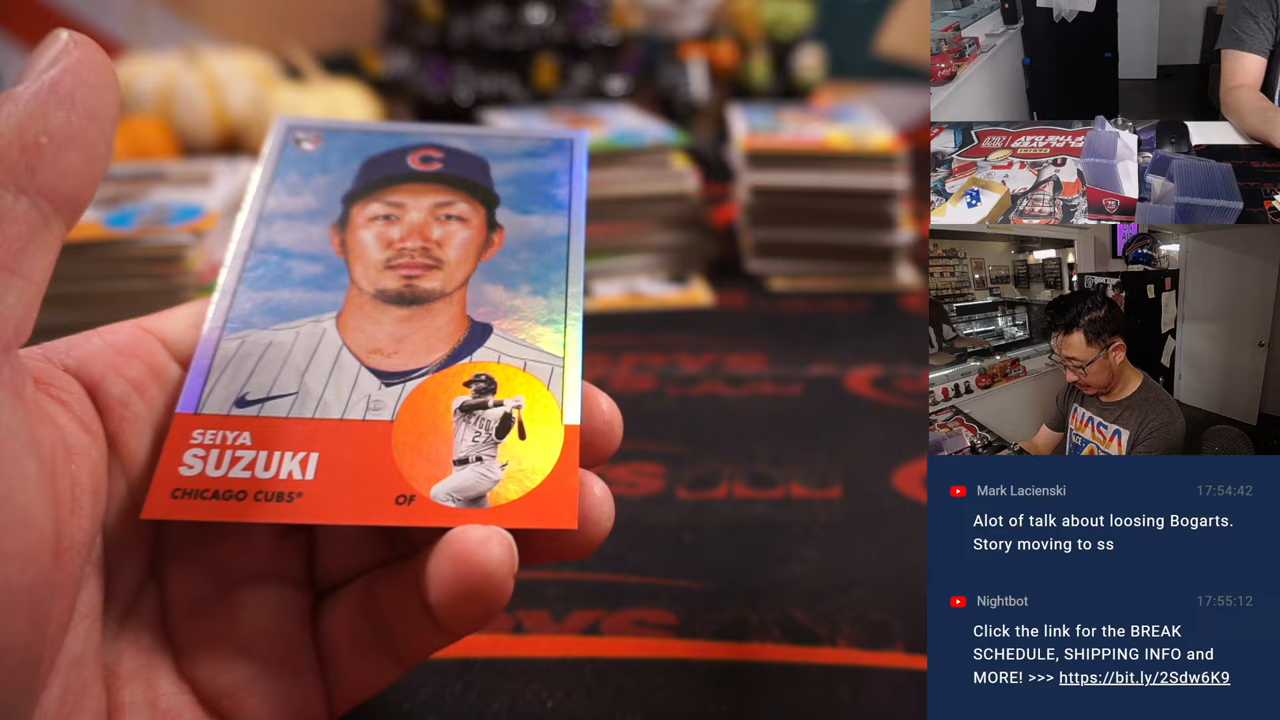 C
SEIYA
SUZUKI
CHICAGO CUBS®
OF
27
Mark Lacienski
17:54:42
Alot of talk about loosing Bogarts.
Story moving to ss
Nightbot
17:55:12
Click the link for the BREAK
SCHEDULE, SHIPPING INFO and
MORE! >>> https://bit.ly/2Sdw6K9